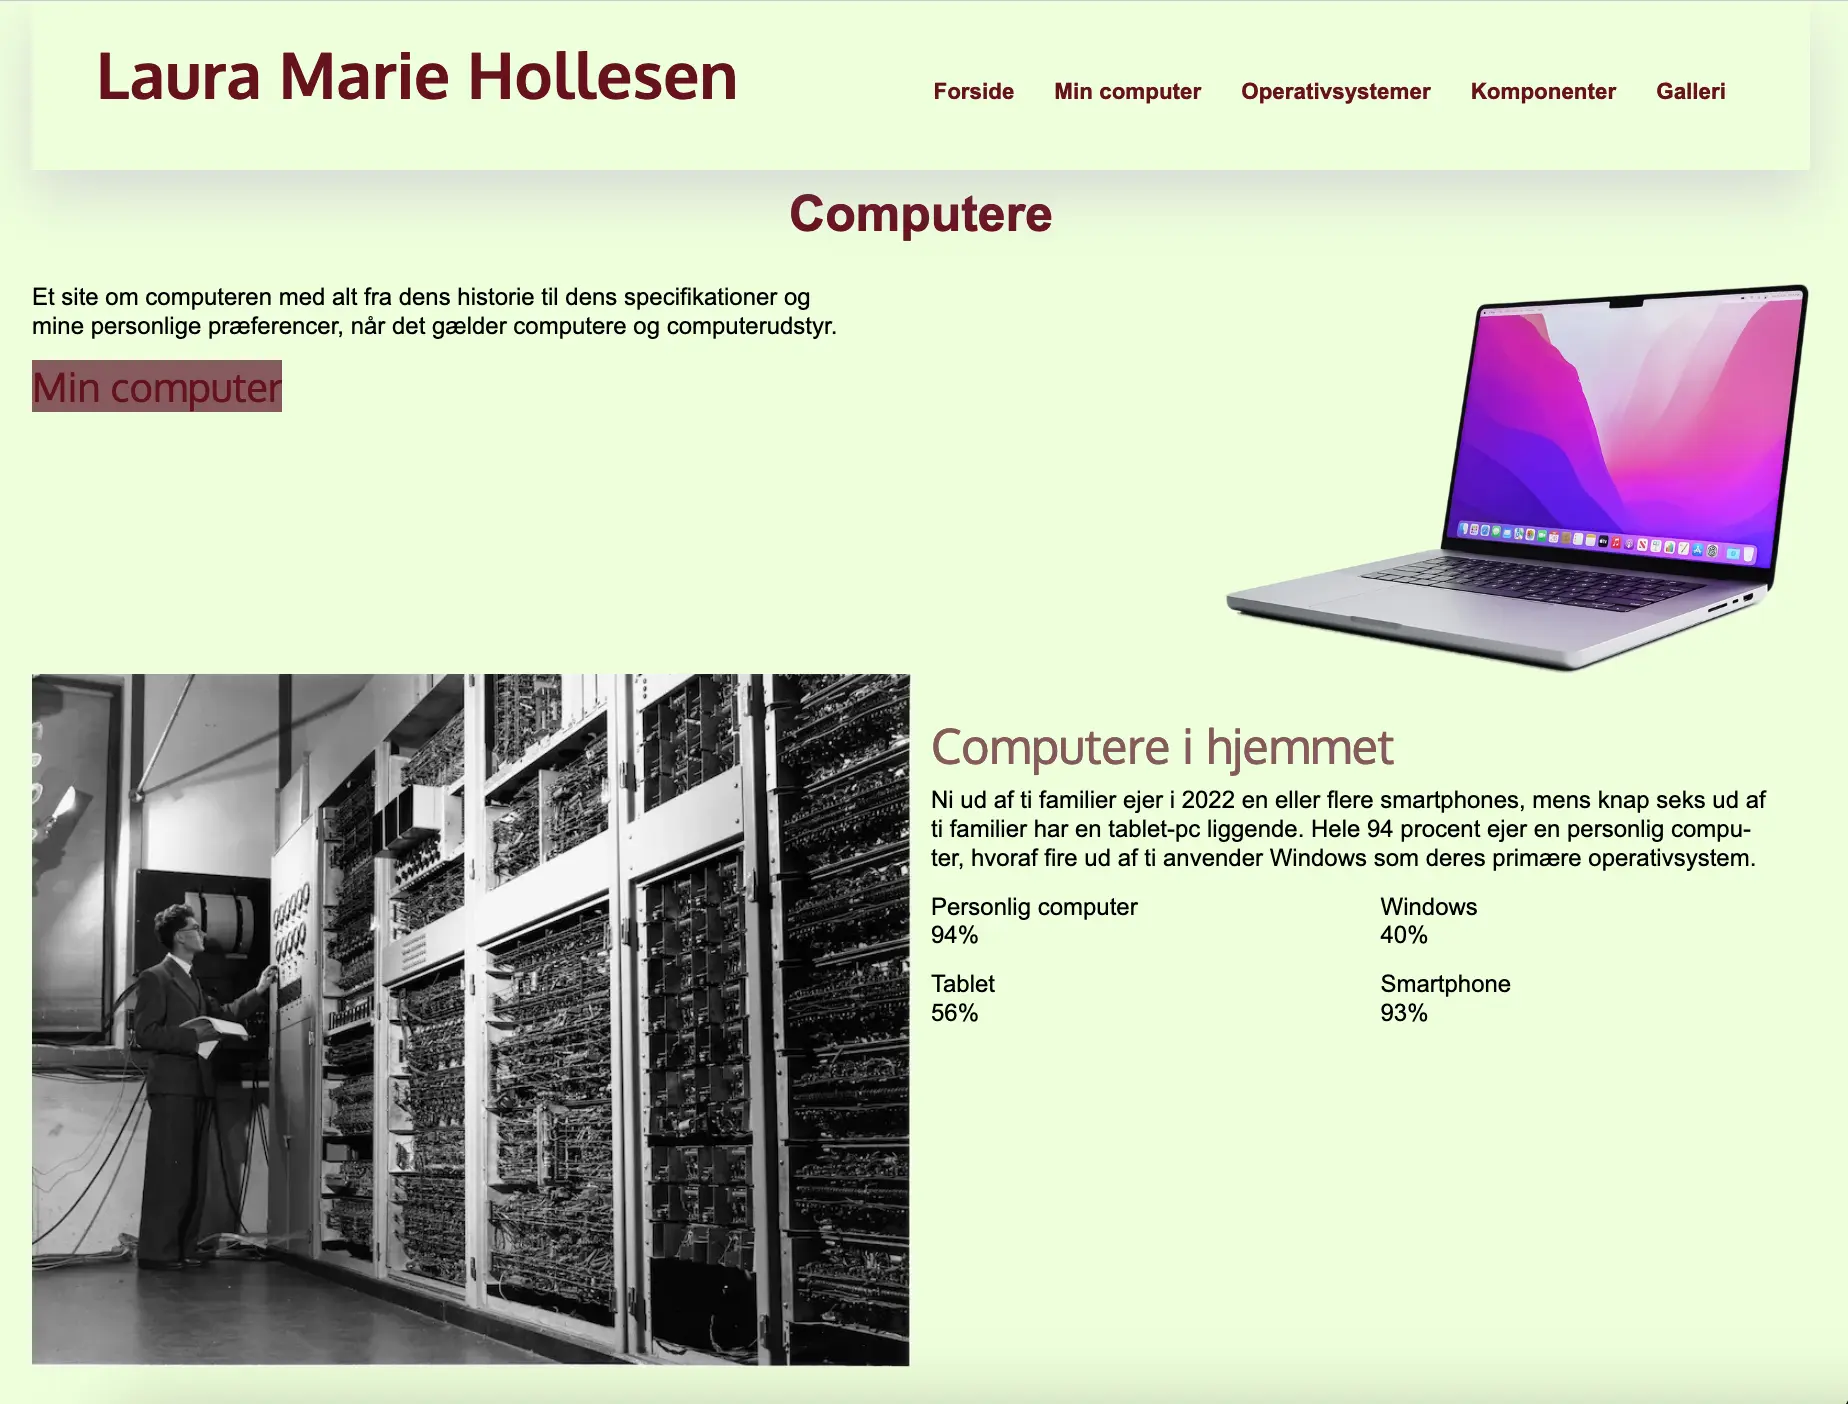 Laura Marie Hollesen
Forside Min computer Operativsystemer Komponenter Galleri
Computere
Et site om computeren med alt fra dens historie til dens specifikationer og
mine personlige præferencer, når det gælder computere og computerudstyr.
Min computer
Computere i hjemmet
Ni ud af ti familier ejer i 2022 en eller flere smartphones, mens knap seks ud af
ti familier har en tablet-pc liggende. Hele 94 procent ejer en personlig compu-
ter, hvoraf fire ud af ti anvender Windows som deres primære operativsystem.
Personlig computer
94%
Windows
40%
Tablet
56%
Smartphone
93%